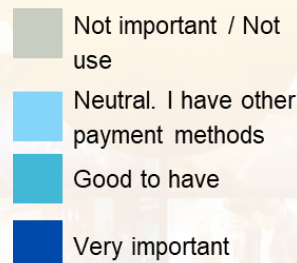 Not important / Not
use
Neutral. I have other
payment methods
Good to have
Very important